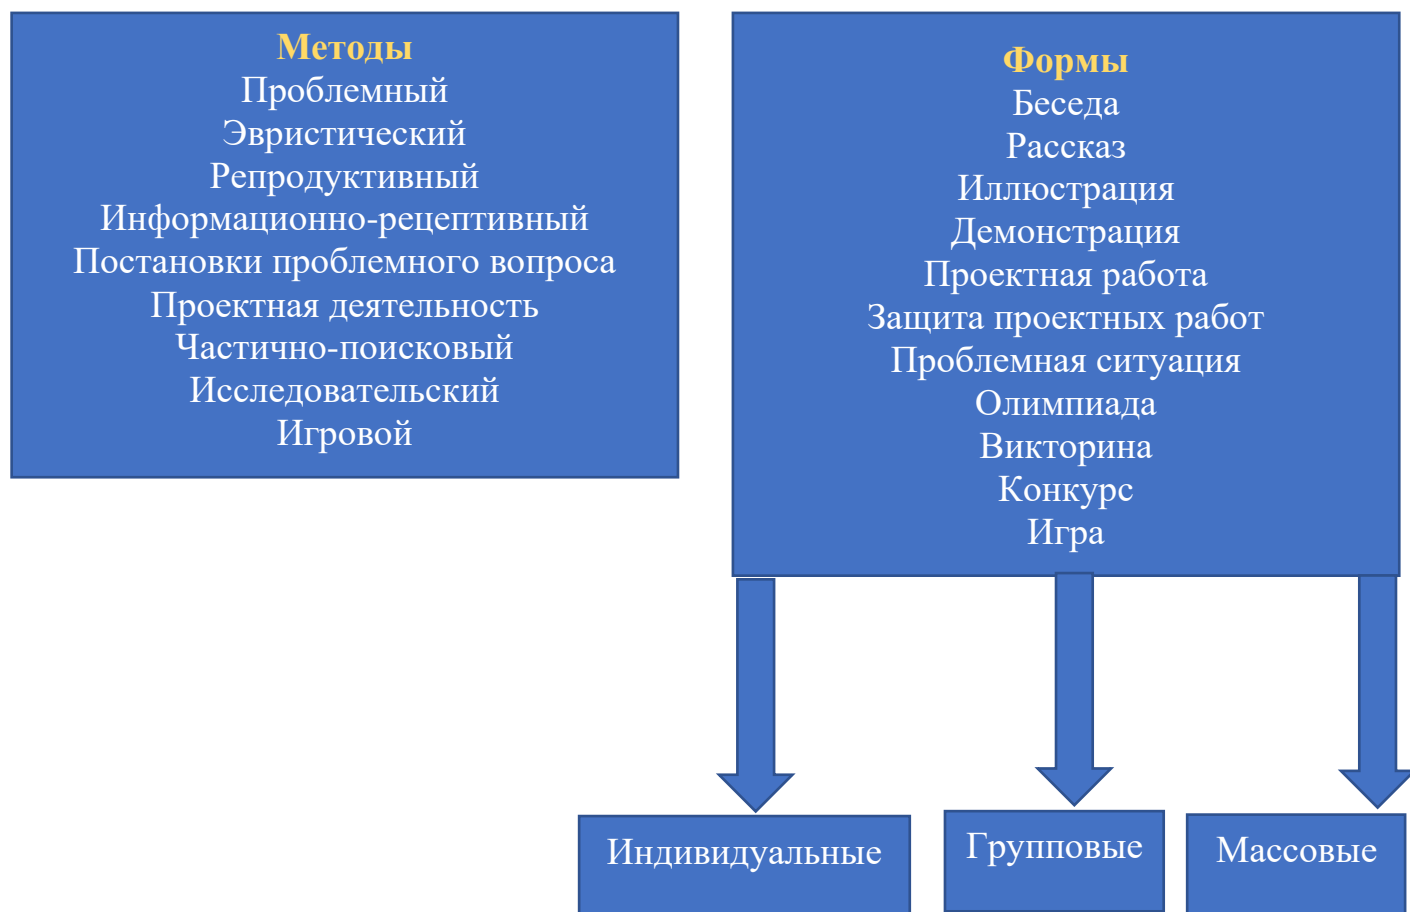 Методы
Проблемный
Эвристический
Репродуктивный
Информационно-рецептивный
Постановки проблемного вопроса
Проектная деятельность
Частично-поисковый
Исследовательский
Игровой
Формы
Беседа
Рассказ
Иллюстрация
Демонстрация
Проектная работа
Защита проектных работ
Проблемная ситуация
Олимпиада
Викторина
Конкурс
Игра
Индивидуальные
Групповые
Массовые